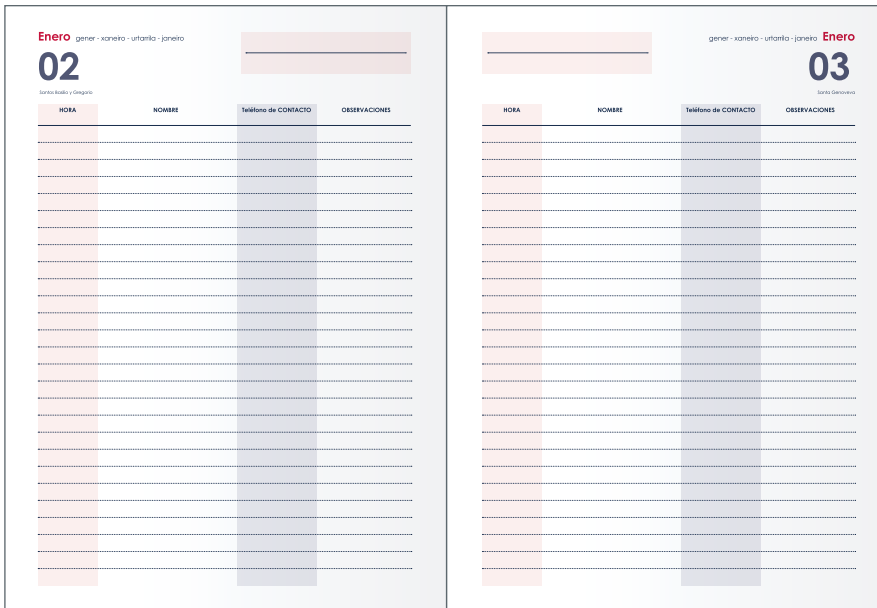 Enero gener - xaneiro - urtarrila - janeiro
02
Santos Basilio y Gregorio
HORA NOMBRE Teléfono de CONTACTO OBSERVACIONES
gener - xaneiro - urtarrila - janeiro Enero
03
Santa Genoveva
HORA NOMBRE Teléfono de CONTACTO OBSERVACIONES